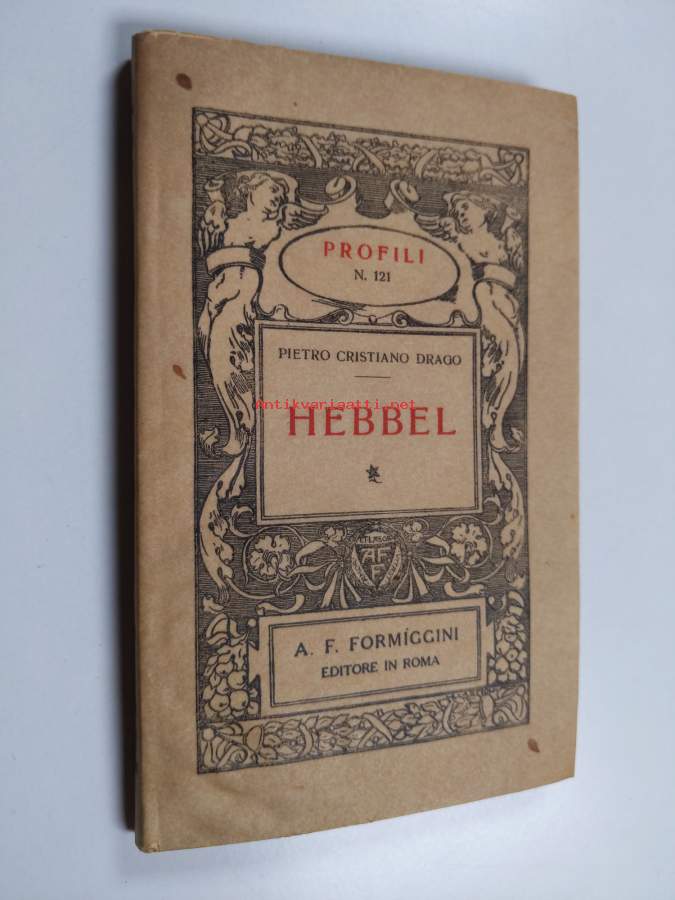 PROFILI
N. 121
PIETRO CRISTIANO DRAGO
Antikvariaatti.net
HEBBEL
A. F. FORMÍGGINI
EDITORE IN ROMA